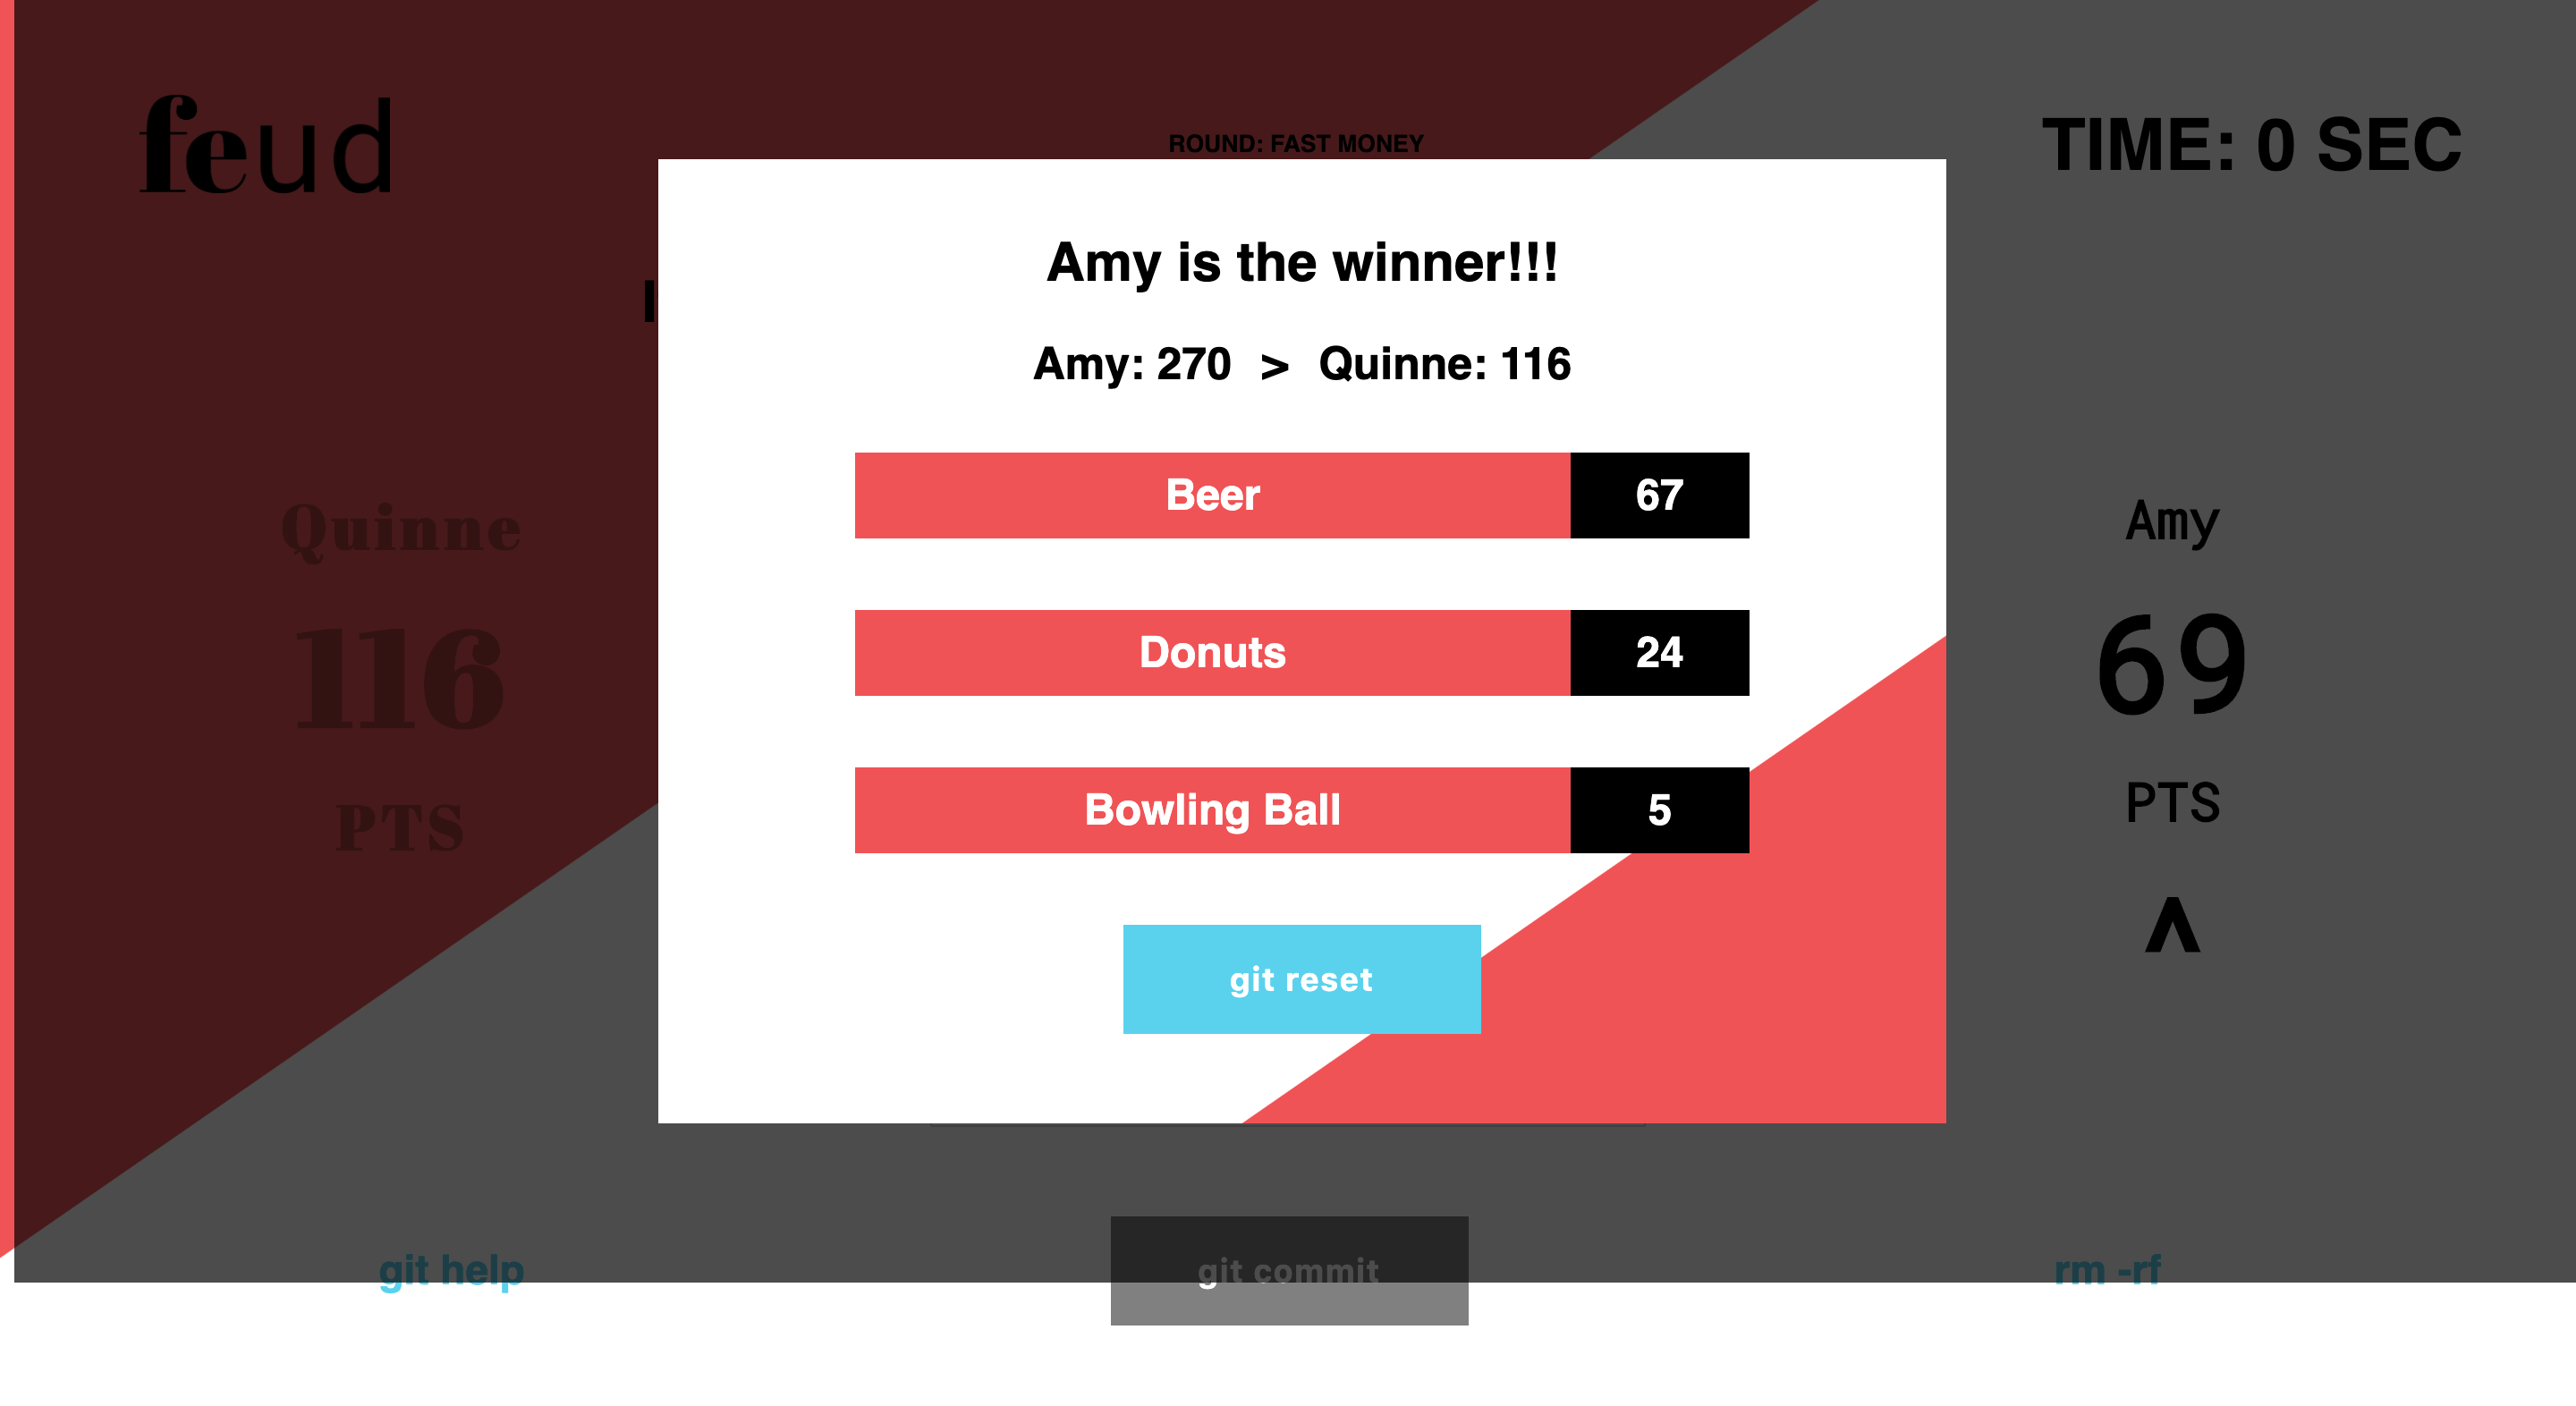 feud
ROUND: FAST MONEY
TIME: 0 SEC
Amy is the winner!!!
Amy: 270 > Quinne: 116
Beer 67
Donuts 24
Bowling Ball 5
git reset
Quinne
116
PTS
Amy
69
PTS
^
git help
git commit
rm -rf